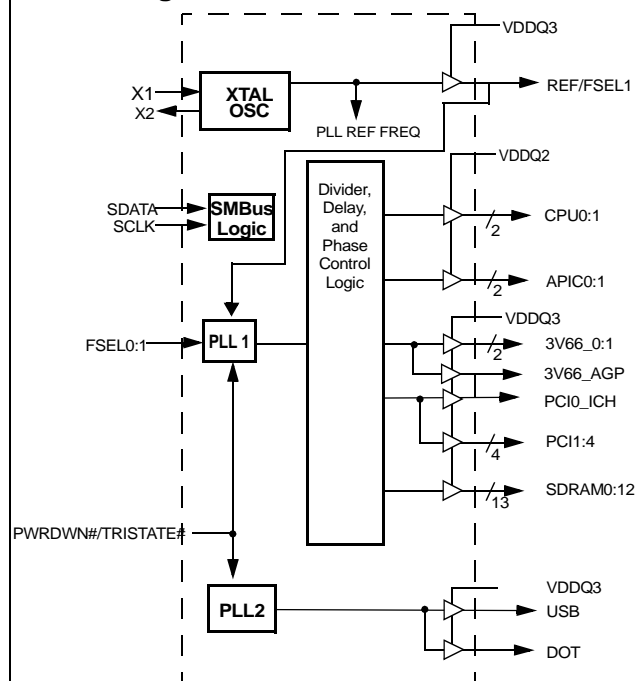 VDDQ3
X1
X2
XTAL
OSC
REF/FSEL1
PLL REF FREQ
VDDQ2
SDATA
SCLK
SMBus
Logic
Divider,
Delay,
and
Phase
Control
Logic
2
CPU0:1
2
APIC0:1
VDDQ3
FSEL0:1
PLL 1
2
3V66_0:1
3V66_AGP
PCI0_ICH
4
PCI1:4
13
SDRAM0:12
PWRDWN#/TRISTATE#
PLL2
VDDQ3
USB
DOT